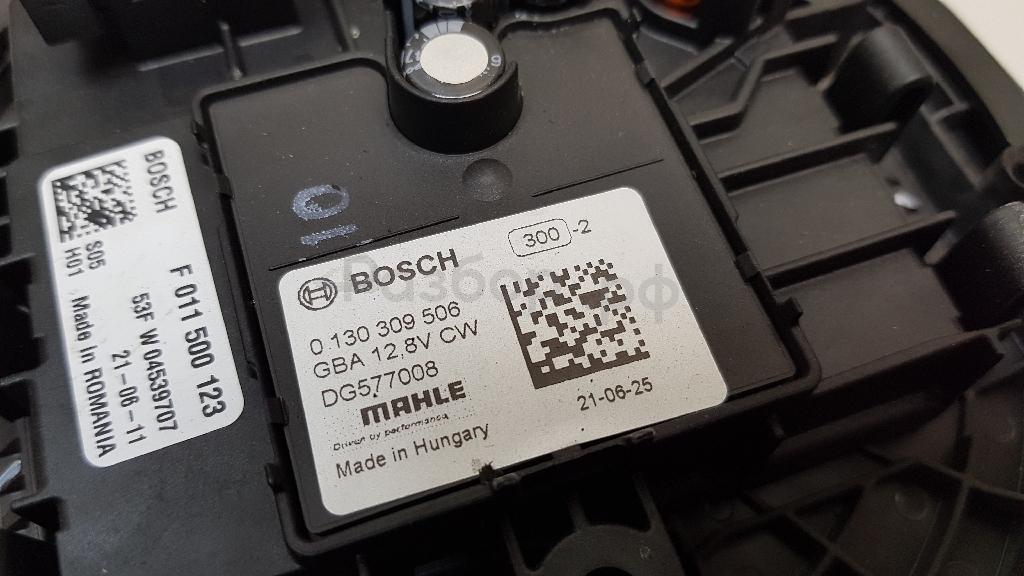 BOSCH
S05
H01
F 011 500 123
53F W 04539707
21-06-11
Made in ROMANIA
10
BOSCH
300 -2
0 130 309 506
GBA 12,8V CW
DG577008
MAHLE
Driven by performance
Made in Hungary
21-06-25